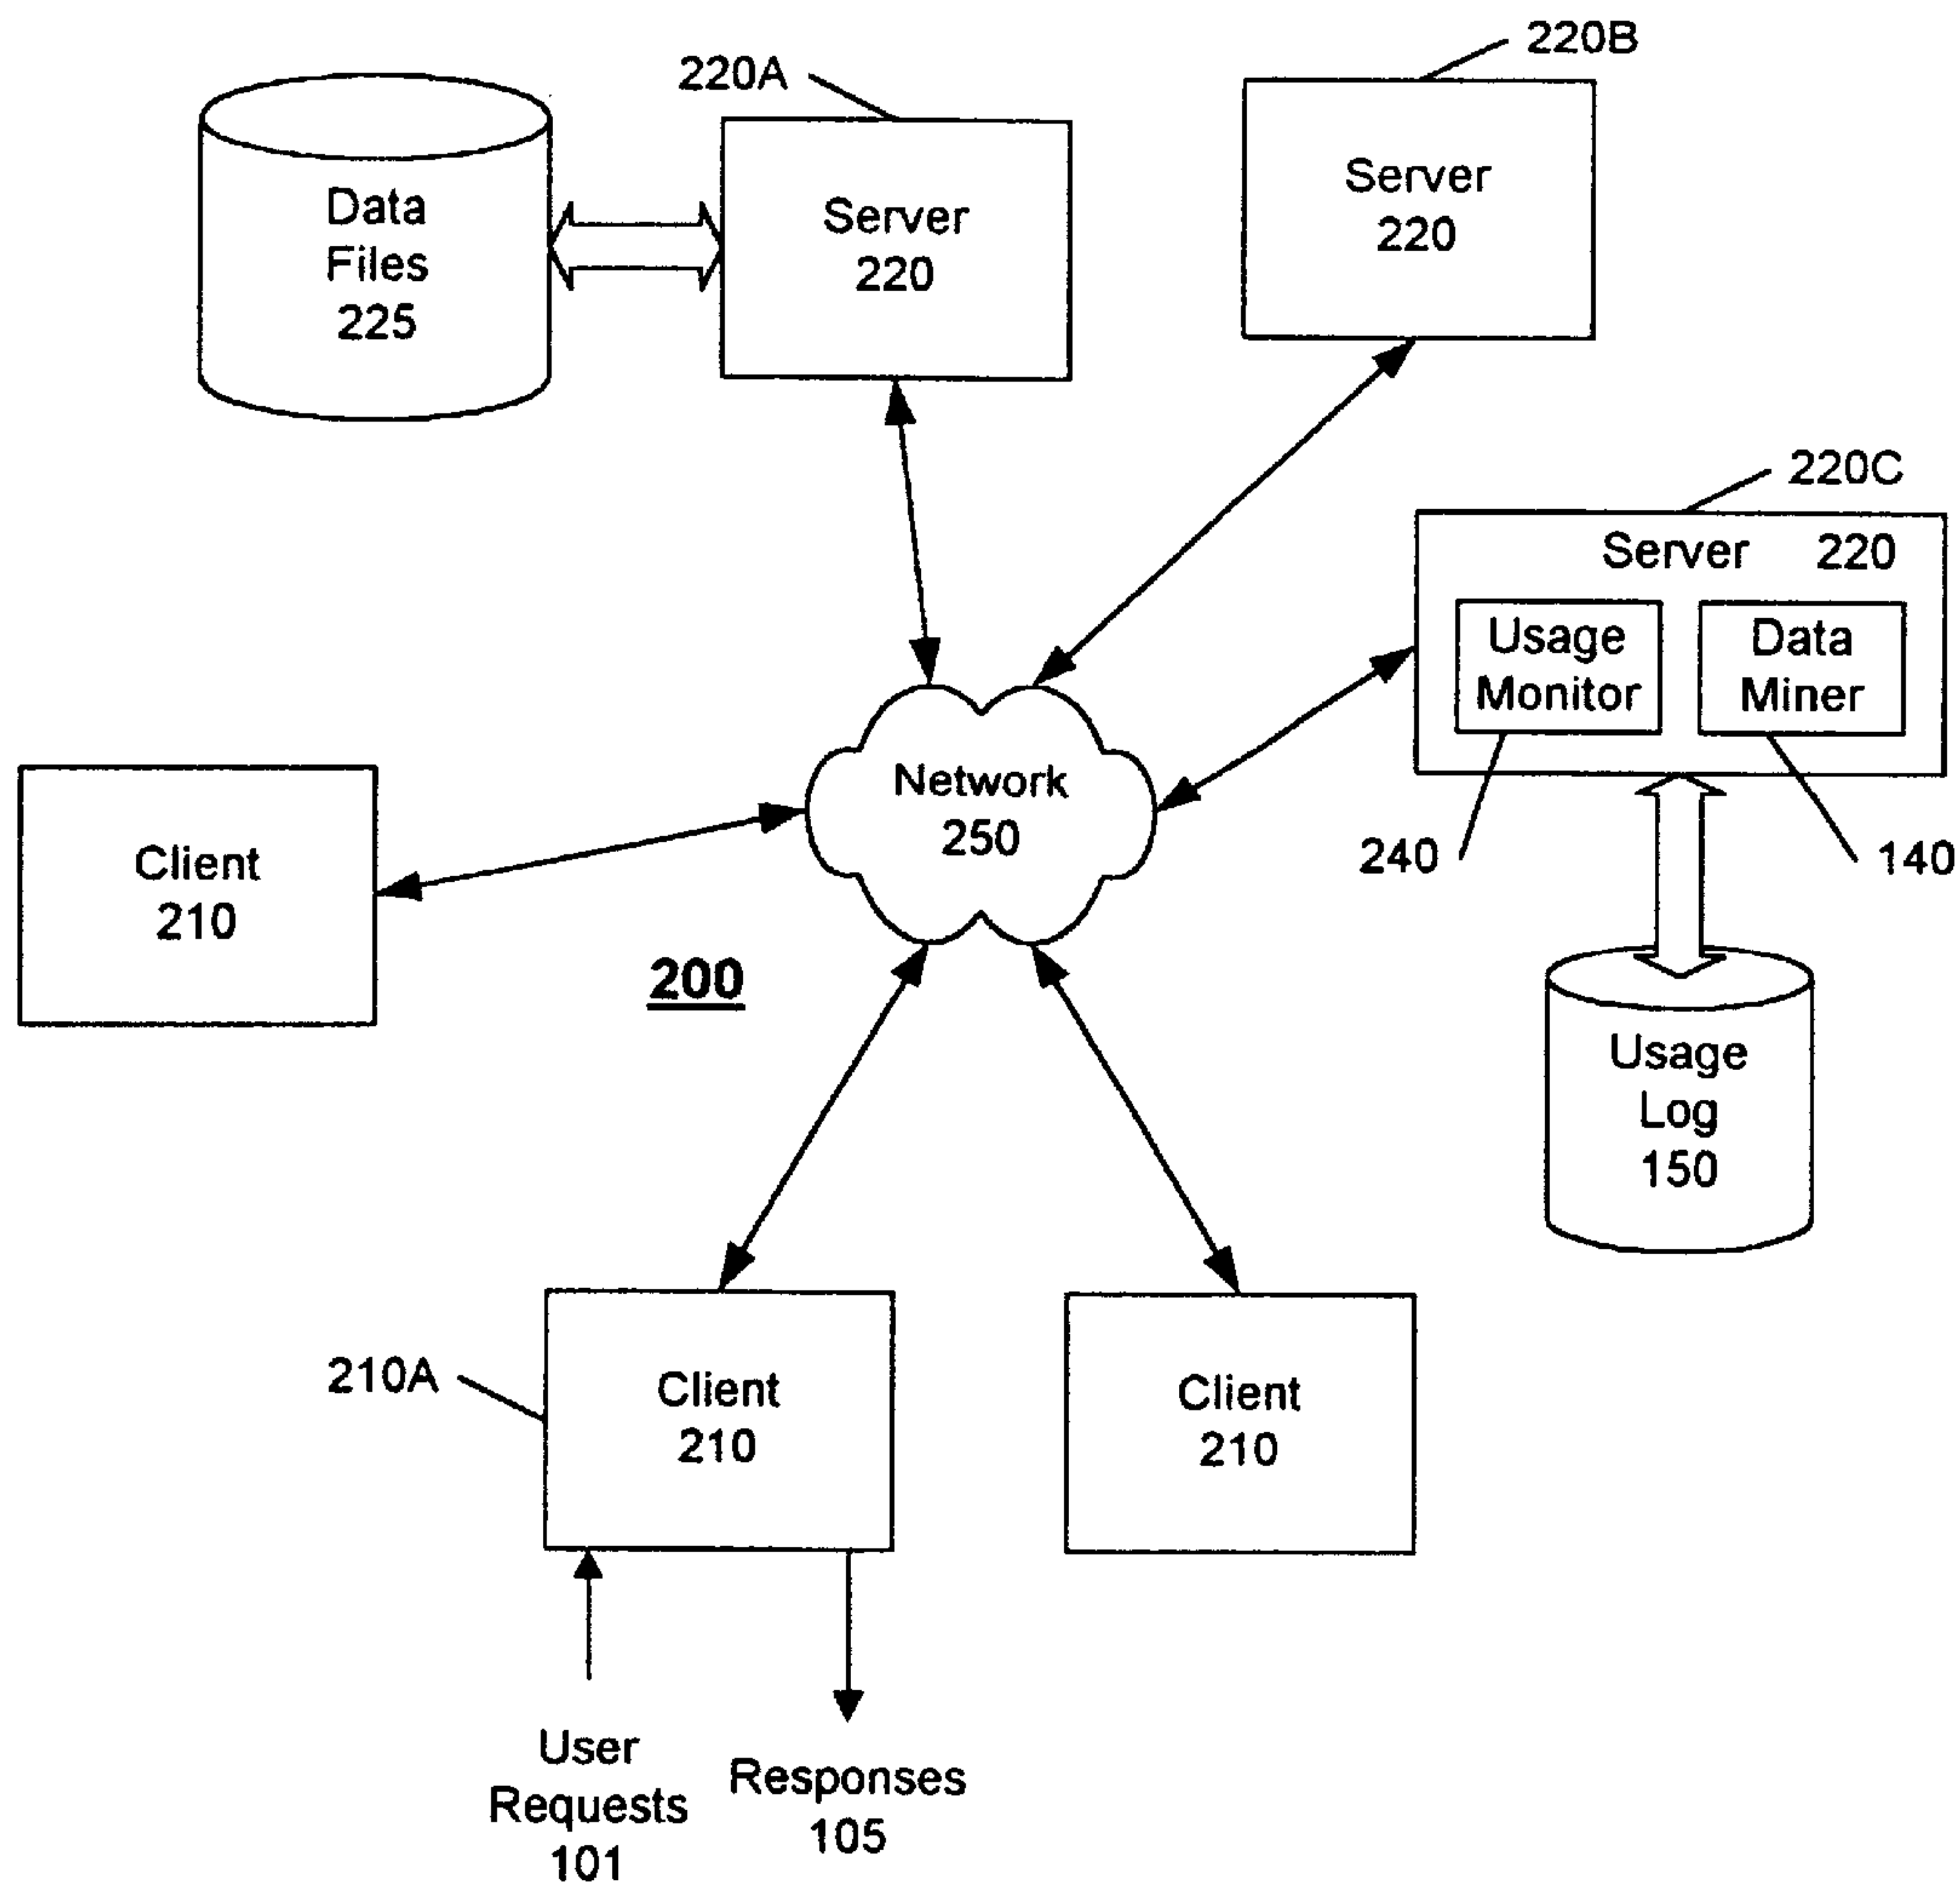 220B
220A
Data
Files
225
Server
220
Server
220
220C
Server 220
Usage
Monitor
Data
Miner
240
140
Network
250
Client
210
200
Usage
Log
150
210A
Client
210
Client
210
User
Requests
101
Responses
105